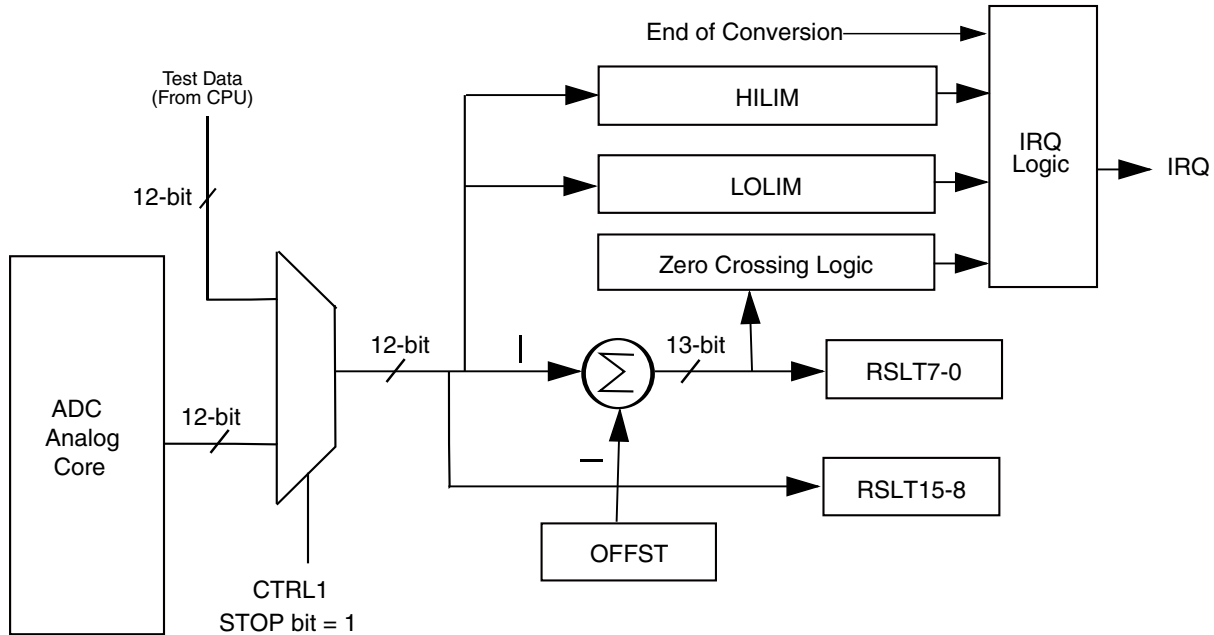 End of Conversion
Test Data
(From CPU)
HILIM
IRQ
Logic
IRQ
LOLIM
12-bit
Zero Crossing Logic
12-bit
13-bit
RSLT7-0
ADC
Analog
Core
12-bit
RSLT15-8
OFFST
CTRL1
STOP bit = 1